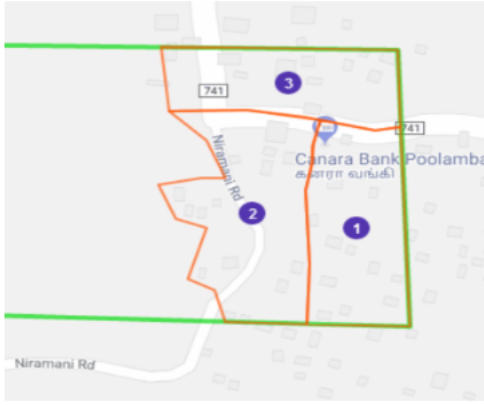 3
741
741
Canara Bank Poolamba
கனரா வங்கி
Niramani Rd
2
1
Niramani Rd